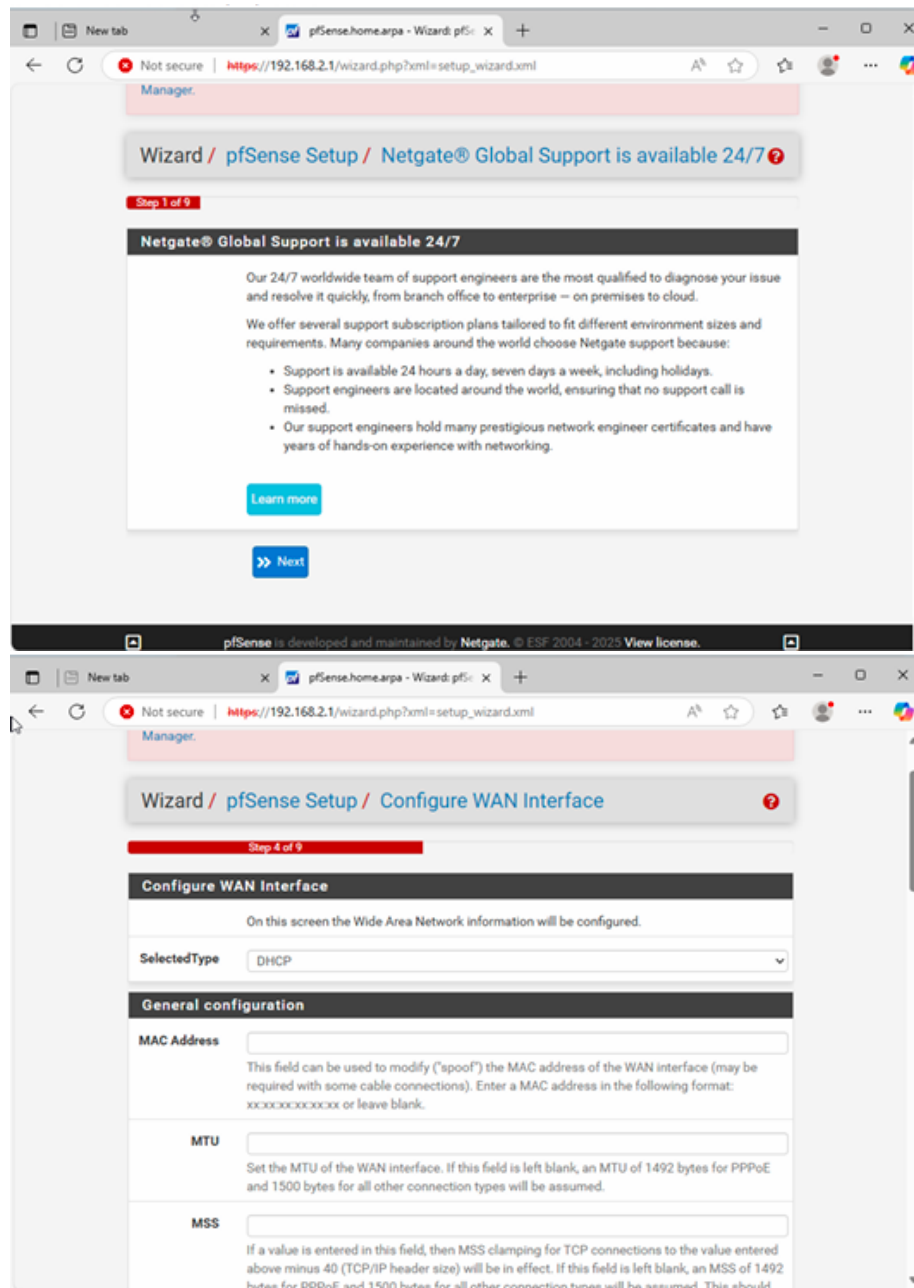 New tab
pfSense.home.arpa - Wizard: pfSe
Not secure
https://192.168.2.1/wizard.php?xml=setup_wizard.xml
Manager.
Wizard / pfSense Setup / Netgate® Global Support is available 24/7
Step 1 of 9
Netgate® Global Support is available 24/7
Our 24/7 worldwide team of support engineers are the most qualified to diagnose your issue
and resolve it quickly, from branch office to enterprise — on premises to cloud.
We offer several support subscription plans tailored to fit different environment sizes and
requirements. Many companies around the world choose Netgate support because:
• Support is available 24 hours a day, seven days a week, including holidays.
• Support engineers are located around the world, ensuring that no support call is
missed.
• Our support engineers hold many prestigious network engineer certificates and have
years of hands-on experience with networking.
Learn more
Next
pfSense is developed and maintained by Netgate. © ESF 2004 - 2025 View license.
New tab
pfSense.home.arpa - Wizard: pfSe
Not secure
https://192.168.2.1/wizard.php?xml=setup_wizard.xml
Manager.
Wizard / pfSense Setup / Configure WAN Interface
Step 4 of 9
Configure WAN Interface
On this screen the Wide Area Network information will be configured.
SelectedType
DHCP
General configuration
MAC Address
This field can be used to modify ("spoof") the MAC address of the WAN interface (may be
required with some cable connections). Enter a MAC address in the following format:
xx:xx:xx:xx:xx:xx or leave blank.
MTU
Set the MTU of the WAN interface. If this field is left blank, an MTU of 1492 bytes for PPPoE
and 1500 bytes for all other connection types will be assumed.
MSS
If a value is entered in this field, then MSS clamping for TCP connections to the value entered
above minus 40 (TCP/IP header size) will be in effect. If this field is left blank, an MSS of 1492
bytes for PPPoE and 1500 bytes for all other connection types will be assumed. This should